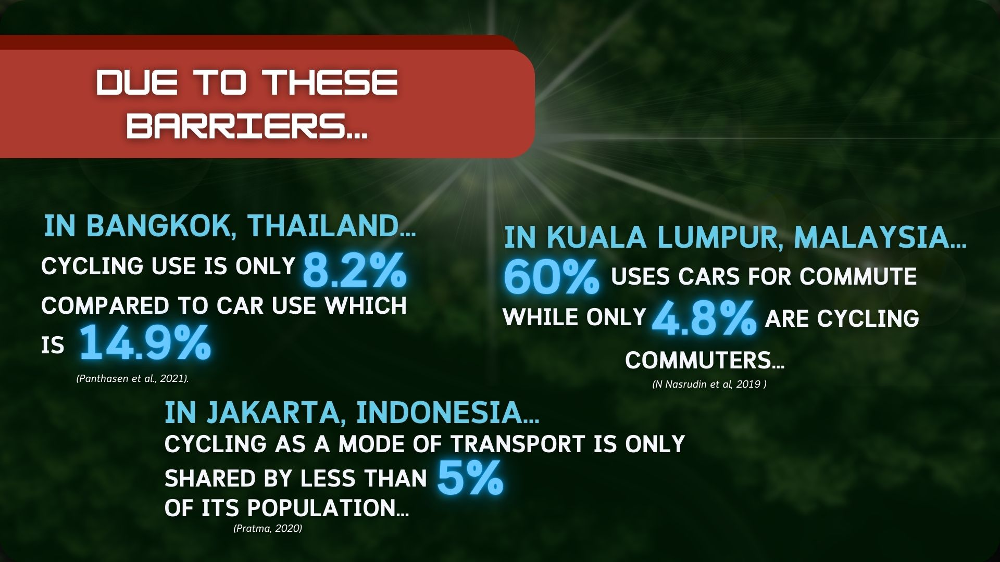 DUE TO THESE
BARRIERS...
IN BANGKOK, THAILAND...
CYCLING USE IS ONLY 8.2%
COMPARED TO CAR USE WHICH
IS 14.9%
(Panthasen et al., 2021).
IN KUALA LUMPUR, MALAYSIA...
60% USES CARS FOR COMMUTE
WHILE ONLY 4.8% ARE CYCLING
COMMUTERS...
(N Nasrudin et al, 2019 )
IN JAKARTA, INDONESIA...
CYCLING AS A MODE OF TRANSPORT IS ONLY
SHARED BY LESS THAN 5%
OF ITS POPULATION...
(Pratma, 2020)